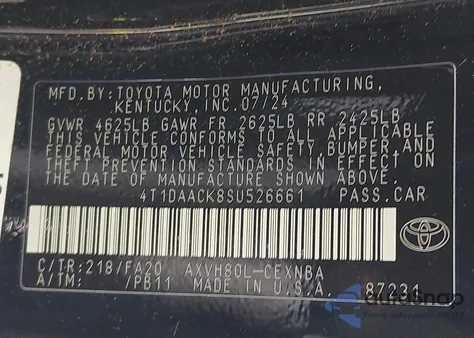 MFD.BY: TOYOTA MOTOR MANUFACTURING,
KENTUCKY, INC. 07/24
GVWR 4625LB GAWR FR 2625LB RR 2425LB
THIS VEHICLE CONFORMS TO ALL APPLICABLE
FEDERAL MOTOR VEHICLE SAFETY, BUMPER, AND
THEFT PREVENTION STANDARDS IN EFFECT ON
THE DATE OF MANUFACTURE SHOWN ABOVE.
4T1DAACK8SU526661 PASS.CAR
C/TR:218/FA20 AXVH80L-CEXNBA
A/TM: /PB11 MADE IN U.S.A. 87231
autoSnap